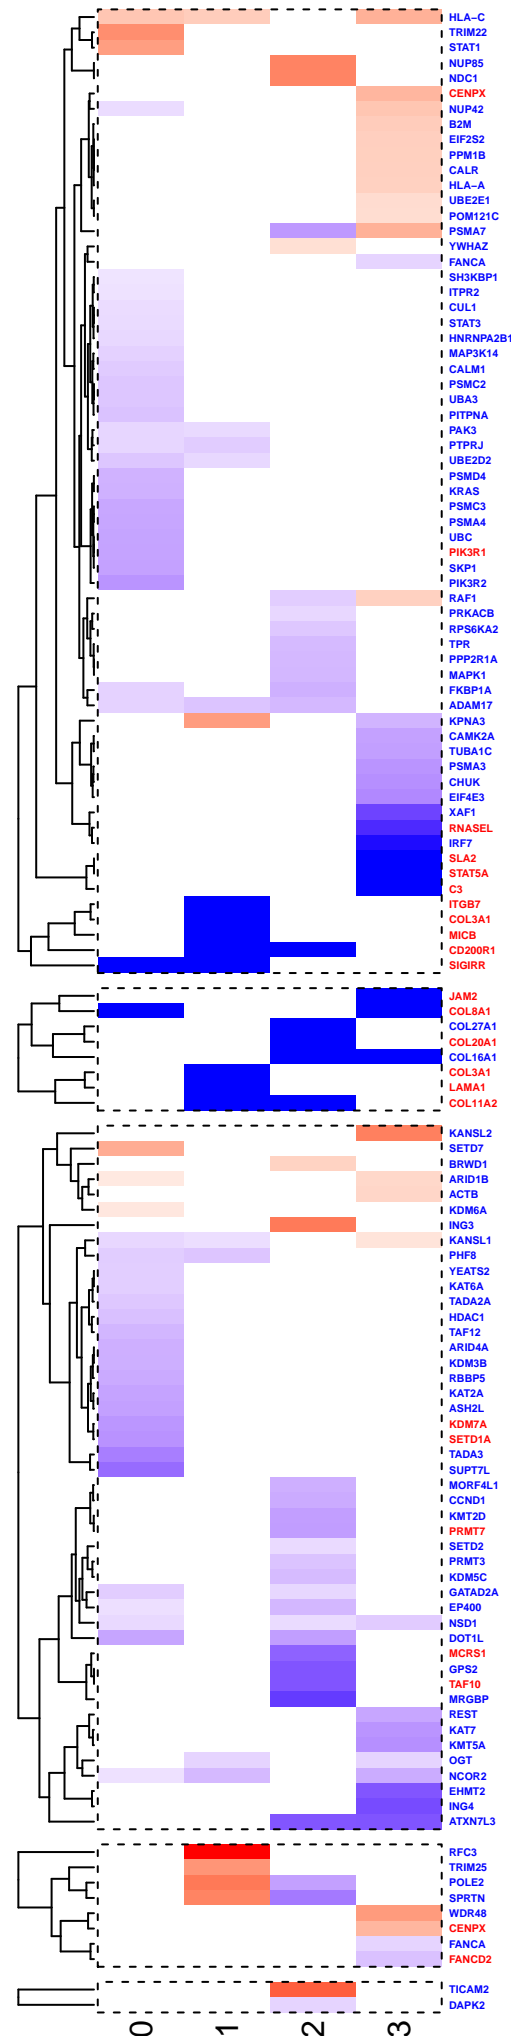 HLA−C
TRIM22
STAT1
NUP85
NDC1
CENPX
NUP42
B2M
EIF2S2
PPM1B
CALR
HLA−A
UBE2E1
POM121C
PSMA7
YWHAZ
FANCA
SH3KBP1
ITPR2
CUL1
STAT3
HNRNPA2B1
MAP3K14
CALM1
PSMC2
UBA3
PITPNA
PAK3
PTPRJ
UBE2D2
PSMD4
KRAS
PSMC3
PSMA4
UBC
PIK3R1
SKP1
PIK3R2
RAF1
PRKACB
RPS6KA2
TPR
PPP2R1A
MAPK1
FKBP1A
ADAM17
KPNA3
CAMK2A
TUBA1C
PSMA3
CHUK
EIF4E3
XAF1
RNASEL
IRF7
SLA2
STAT5A
C3
ITGB7
COL3A1
MICB
CD200R1
SIGIRR
JAM2
COL8A1
COL27A1
COL20A1
COL16A1
COL3A1
LAMA1
COL11A2
KANSL2
SETD7
BRWD1
ARID1B
ACTB
KDM6A
ING3
KANSL1
PHF8
YEATS2
KAT6A
TADA2A
HDAC1
TAF12
ARID4A
KDM3B
RBBP5
KAT2A
ASH2L
KDM7A
SETD1A
TADA3
SUPT7L
MORF4L1
CCND1
KMT2D
PRMT7
SETD2
PRMT3
KDM5C
GATAD2A
EP400
NSD1
DOT1L
MCRS1
GPS2
TAF10
MRGBP
REST
KAT7
KMT5A
OGT
NCOR2
EHMT2
ING4
ATXN7L3
RFC3
TRIM25
POLE2
SPRTN
WDR48
CENPX
FANCA
FANCD2
TICAM2
DAPK2
0 1 2 3